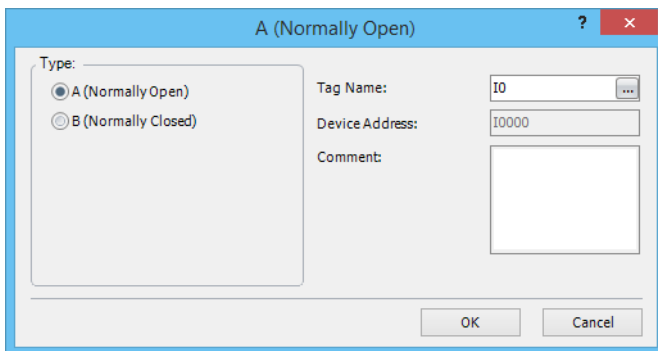 A (Normally Open)
?
Type:
A (Normally Open)
B (Normally Closed)
Tag Name:
I0
...
Device Address:
I0000
Comment:
OK
Cancel